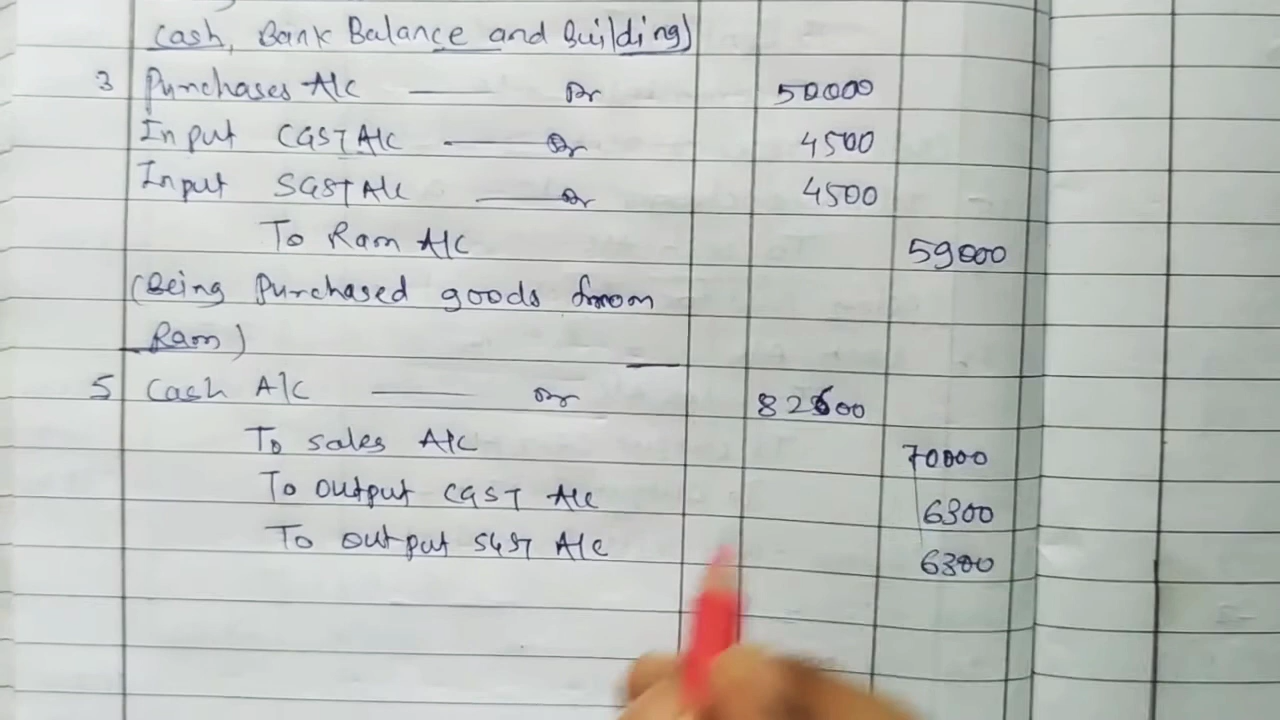 Cash, Bank Balance and Building)
3 Purchases A/c —— Dr 50000
Input CGST A/c —— Dr 4500
Input SGST A/c —— Dr 4500
To Ram A/c 59000
(Being Purchased goods from
Ram)
5 Cash A/c —— Dr 82600
To sales A/c 70000
To output CGST A/c 6300
To output SGST A/c 6300